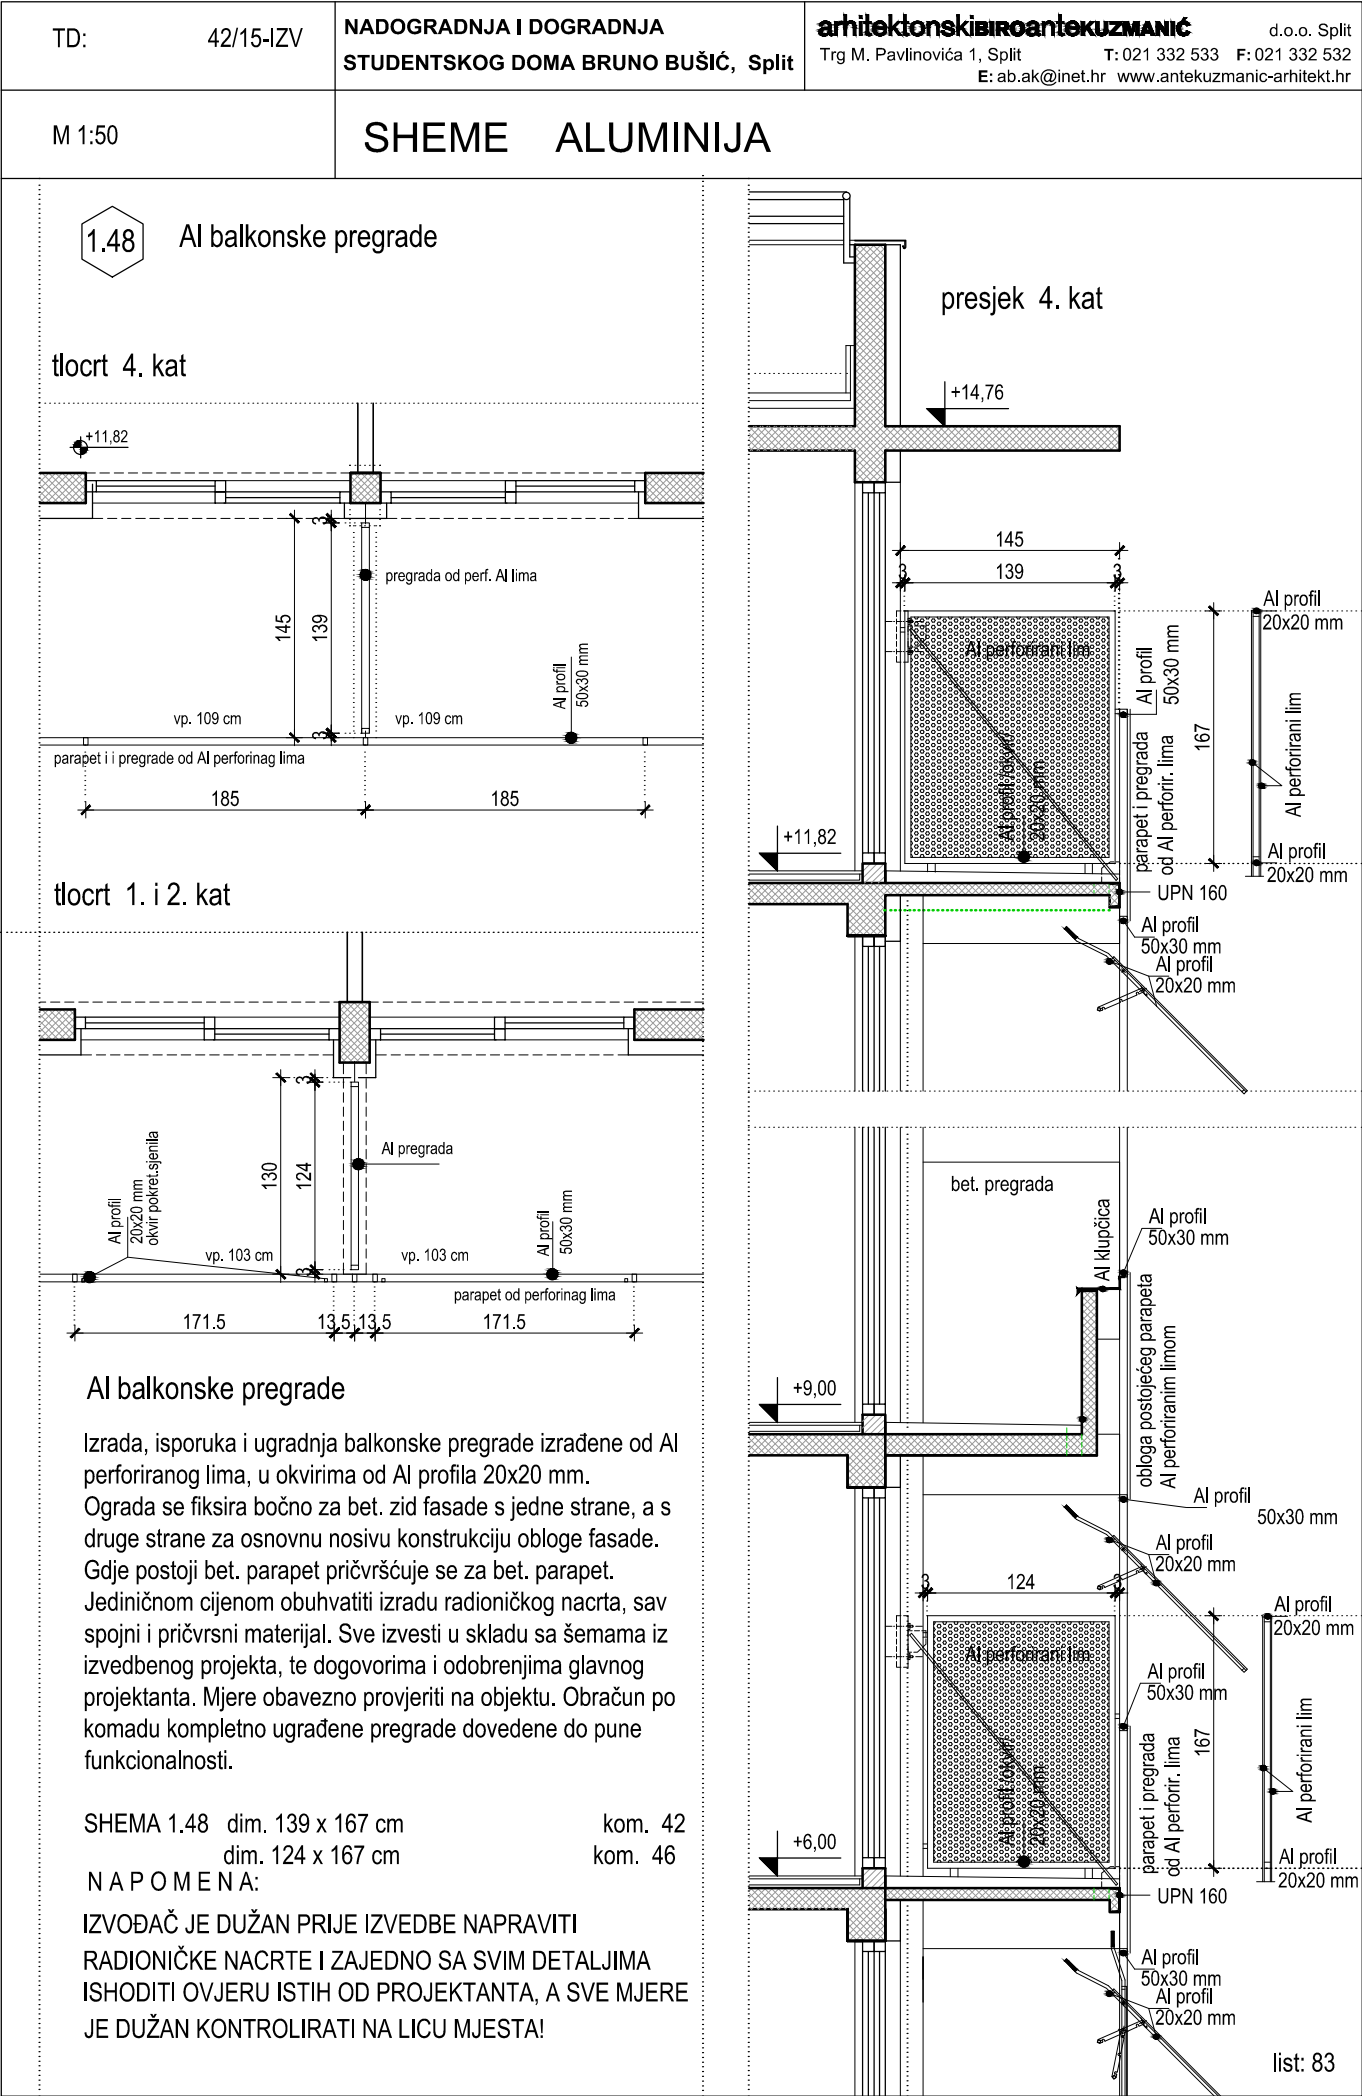 TD: 42/15-IZV
NADOGRADNJA I DOGRADNJA
STUDENTSKOG DOMA BRUNO BUŠIĆ, Split
arhitektonskiBIROanteKUZMANIĆ d.o.o. Split
Trg M. Pavlinovića 1, Split T: 021 332 533 F: 021 332 532
E: ab.ak@inet.hr www.antekuzmanic-arhitekt.hr
M 1:50
SHEME ALUMINIJA
1.48 Al balkonske pregrade
tlocrt 4. kat
+11,82
3
145
139
3
pregrada od perf. Al lima
Al profil
50x30 mm
vp. 109 cm
vp. 109 cm
parapet i i pregrade od Al perforinag lima
185
185
tlocrt 1. i 2. kat
3
130
124
3
Al pregrada
Al profil
20x20 mm
okvir pokret.sjenila
Al profil
50x30 mm
vp. 103 cm
vp. 103 cm
parapet od perforinag lima
171.5
13,5
13,5
171.5
Al balkonske pregrade
Izrada, isporuka i ugradnja balkonske pregrade izrađene od Al
perforiranog lima, u okvirima od Al profila 20x20 mm.
Ograda se fiksira bočno za bet. zid fasade s jedne strane, a s
druge strane za osnovnu nosivu konstrukciju obloge fasade.
Gdje postoji bet. parapet pričvršćuje se za bet. parapet.
Jediničnom cijenom obuhvatiti izradu radioničkog nacrta, sav
spojni i pričvrsni materijal. Sve izvesti u skladu sa šemama iz
izvedbenog projekta, te dogovorima i odobrenjima glavnog
projektanta. Mjere obavezno provjeriti na objektu. Obračun po
komadu kompletno ugrađene pregrade dovedene do pune
funkcionalnosti.
SHEMA 1.48 dim. 139 x 167 cm kom. 42
dim. 124 x 167 cm kom. 46
N A P O M E N A:
IZVOĐAČ JE DUŽAN PRIJE IZVEDBE NAPRAVITI
RADIONIČKE NACRTE I ZAJEDNO SA SVIM DETALJIMA
ISHODITI OVJERU ISTIH OD PROJEKTANTA, A SVE MJERE
JE DUŽAN KONTROLIRATI NA LICU MJESTA!
presjek 4. kat
+14,76
145
3
139
3
Al perforirani lim
Al profil /okvir/
20x20 mm
Al profil
50x30 mm
167
parapet i pregrada
od Al perforir. lima
Al profil
20x20 mm
Al perforirani lim
Al profil
20x20 mm
+11,82
UPN 160
Al profil
50x30 mm
Al profil
20x20 mm
bet. pregrada
Al klupčica
Al profil
50x30 mm
obloga postojećeg parapeta
Al perforiranim limom
+9,00
Al profil
50x30 mm
Al profil
20x20 mm
3
124
3
Al perforirani lim
Al profil /okvir/
20x20 mm
Al profil
20x20 mm
Al profil
50x30 mm
167
parapet i pregrada
od Al perforir. lima
Al perforirani lim
Al profil
20x20 mm
+6,00
UPN 160
Al profil
50x30 mm
Al profil
20x20 mm
list: 83